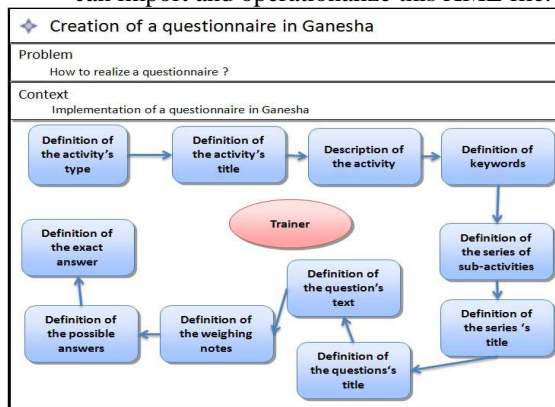 Creation of a questionnaire in Ganesha
Problem
How to realize a questionnaire ?
Context
Implementation of a questionnaire in Ganesha
Definition of
the activity's
type
Definition of
the activity's
title
Description of
the activity
Definition of
keywords
Definition of
the series of
sub-activities
Definition of
the series 's
title
Definition of
the questions's
title
Definition of
the question's
text
Definition of
the weighing
notes
Definition of
the possible
answers
Definition of
the exact
answer
Trainer